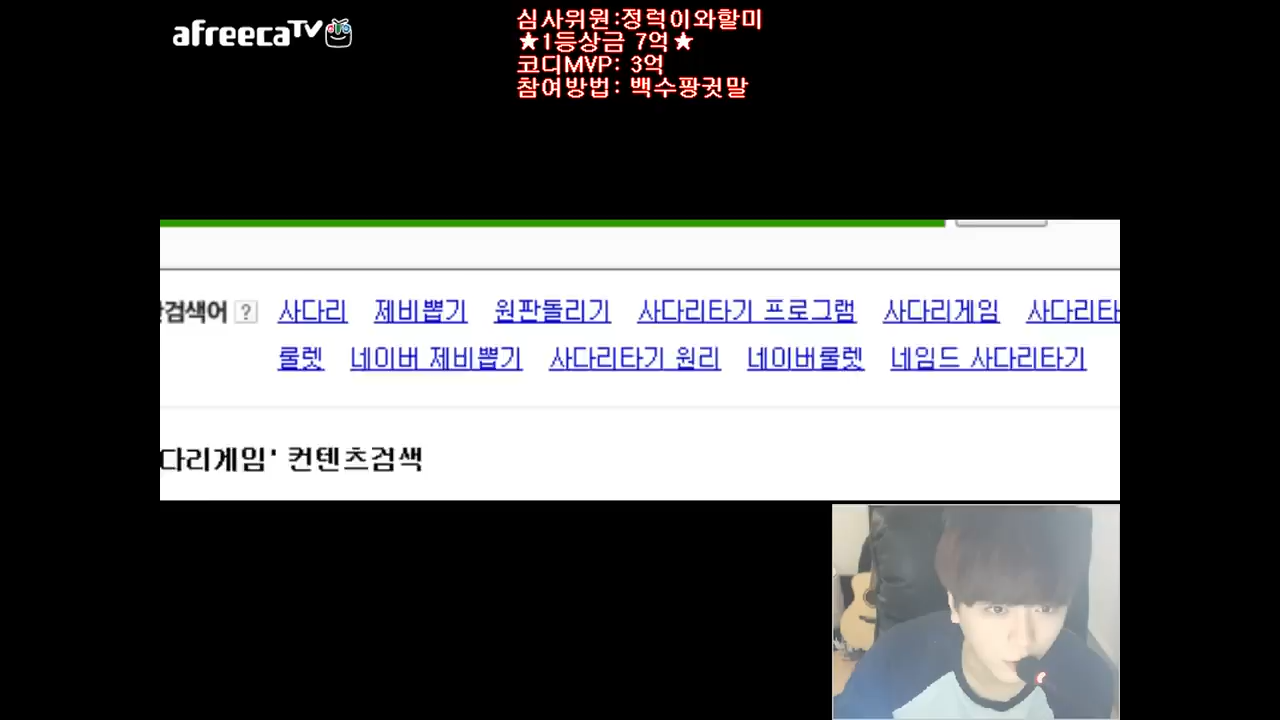 afreecaTV
심사위원:정력이와할미
★1등상금 7억★
코디MVP: 3억
참여방법: 백수팡귓말
검색어 ? 사다리 제비뽑기 원판돌리기 사다리타기 프로그램 사다리게임 사다리타
룰렛 네이버 제비뽑기 사다리타기 원리 네이버룰렛 네임드 사다리타기
다리게임' 컨텐츠검색